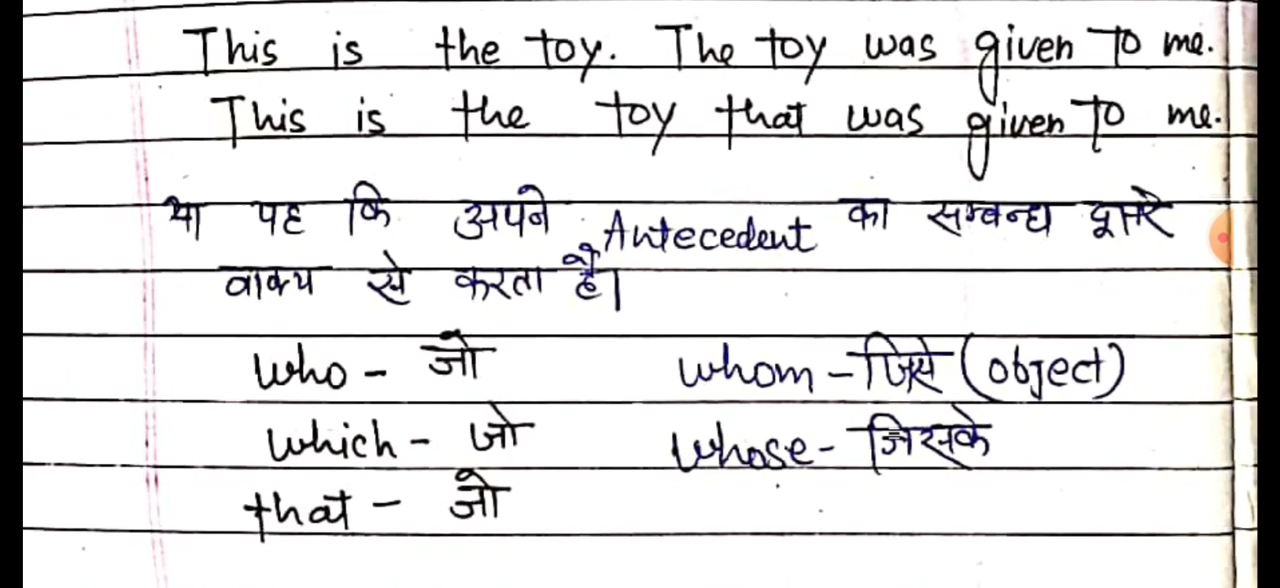 This is the toy. The toy was given To me.
This is the toy that was given To me.
या यह कि अपने Antecedent का सम्बन्ध दूसरे
वाक्य से करता है।
who - जो whom - जिसे (object)
which - जो whose - जिसके
that - जो